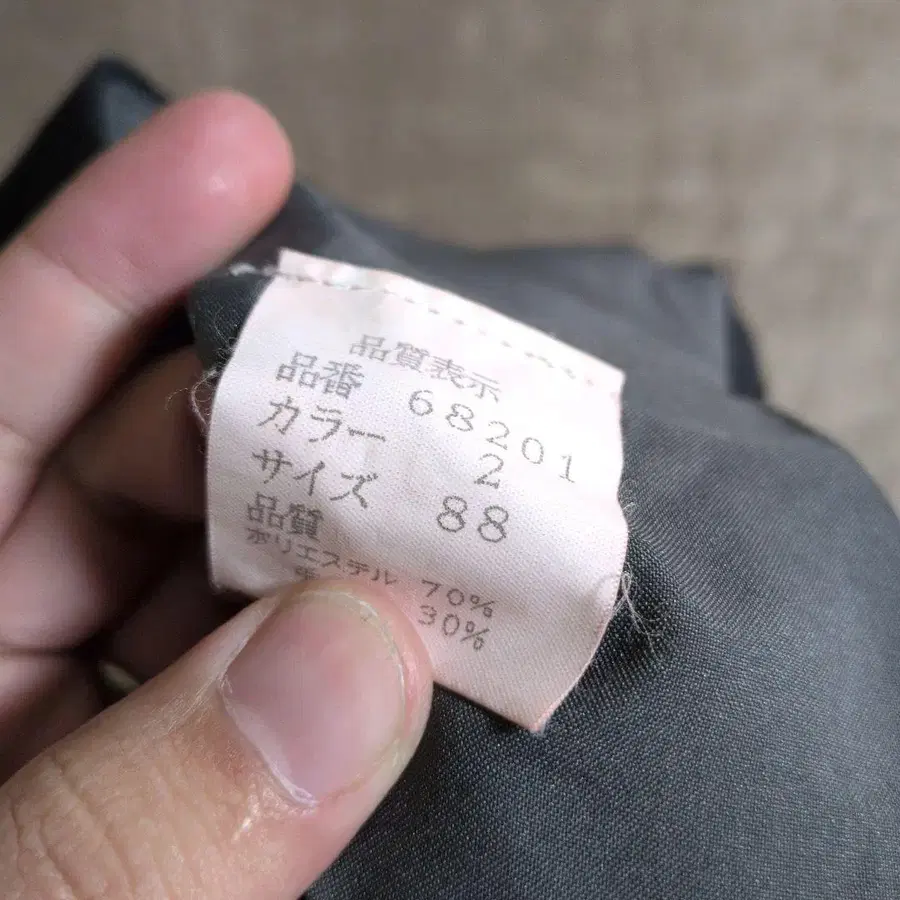 品質表示
品番 68201
カラー 2
サイズ 88
品質
ポリエステル 70%
30%